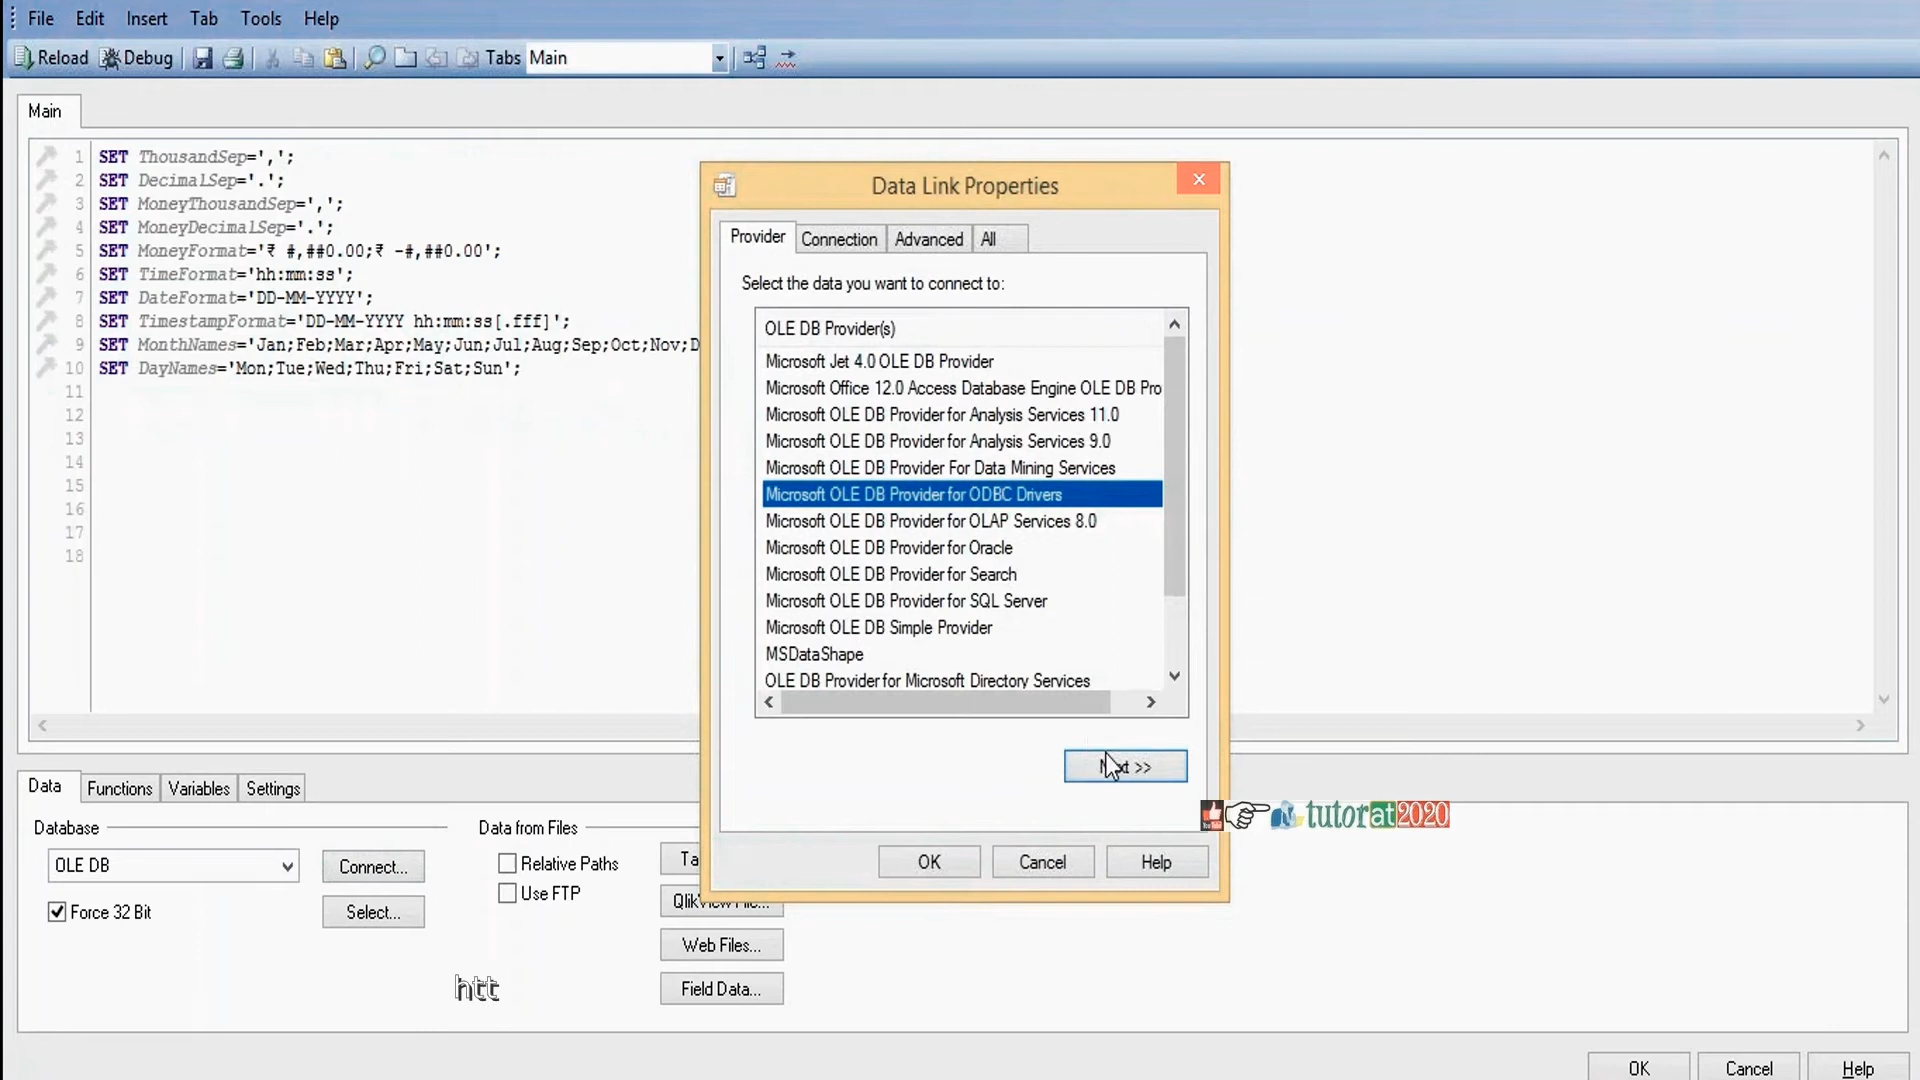 File Edit Insert Tab Tools Help
Reload Debug Tabs Main
Main
1 SET ThousandSep=',';
2 SET DecimalSep='.';
3 SET MoneyThousandSep=',';
4 SET MoneyDecimalSep='.';
5 SET MoneyFormat='₹ #,##0.00;₹ -#,##0.00';
6 SET TimeFormat='hh:mm:ss';
7 SET DateFormat='DD-MM-YYYY';
8 SET TimestampFormat='DD-MM-YYYY hh:mm:ss[.fff]';
9 SET MonthNames='Jan;Feb;Mar;Apr;May;Jun;Jul;Aug;Sep;Oct;Nov;D
10 SET DayNames='Mon;Tue;Wed;Thu;Fri;Sat;Sun';
11
12
13
14
15
16
17
18
Data Link Properties
Provider Connection Advanced All
Select the data you want to connect to:
OLE DB Provider(s)
Microsoft Jet 4.0 OLE DB Provider
Microsoft Office 12.0 Access Database Engine OLE DB Pro
Microsoft OLE DB Provider for Analysis Services 11.0
Microsoft OLE DB Provider for Analysis Services 9.0
Microsoft OLE DB Provider For Data Mining Services
Microsoft OLE DB Provider for ODBC Drivers
Microsoft OLE DB Provider for OLAP Services 8.0
Microsoft OLE DB Provider for Oracle
Microsoft OLE DB Provider for Search
Microsoft OLE DB Provider for SQL Server
Microsoft OLE DB Simple Provider
MSDataShape
OLE DB Provider for Microsoft Directory Services
Next >>
OK Cancel Help
tutorat2020
Data Functions Variables Settings
Database
OLE DB
Connect...
Force 32 Bit
Select...
Data from Files
Relative Paths
Use FTP
Ta
QlikView File...
Web Files...
Field Data...
htt
OK Cancel Help